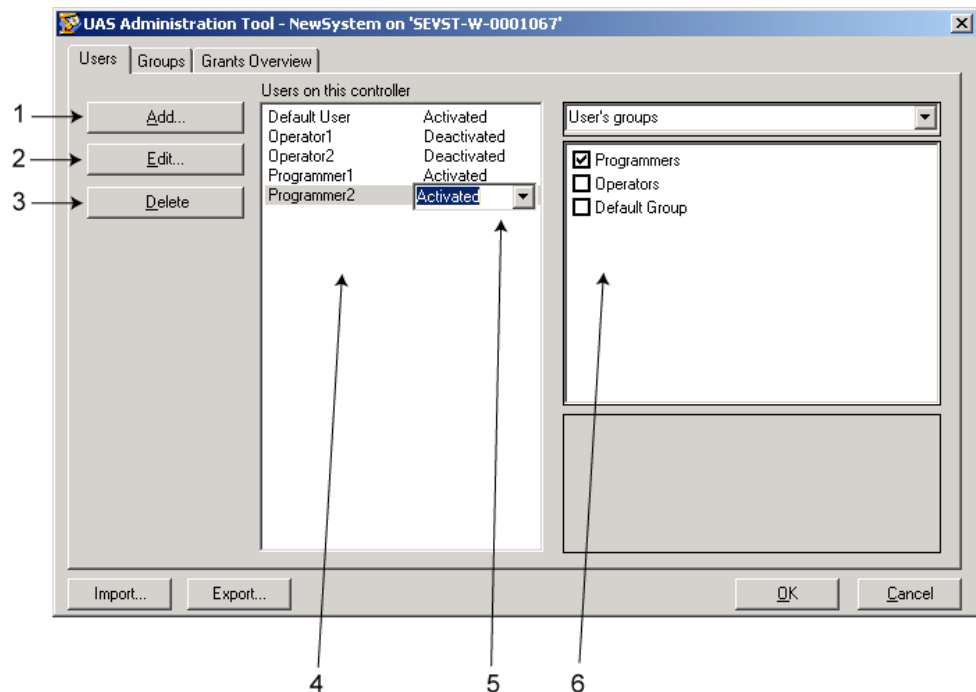 UAS Administration Tool - NewSystem on 'SEVST-W-0001067'
Users Groups Grants Overview
Users on this controller
1 Add...
2 Edit...
3 Delete
Default User Activated
Operator1 Deactivated
Operator2 Deactivated
Programmer1 Activated
Programmer2 Activated
User's groups
Programmers
Operators
Default Group
Import... Export... OK Cancel
4 5 6